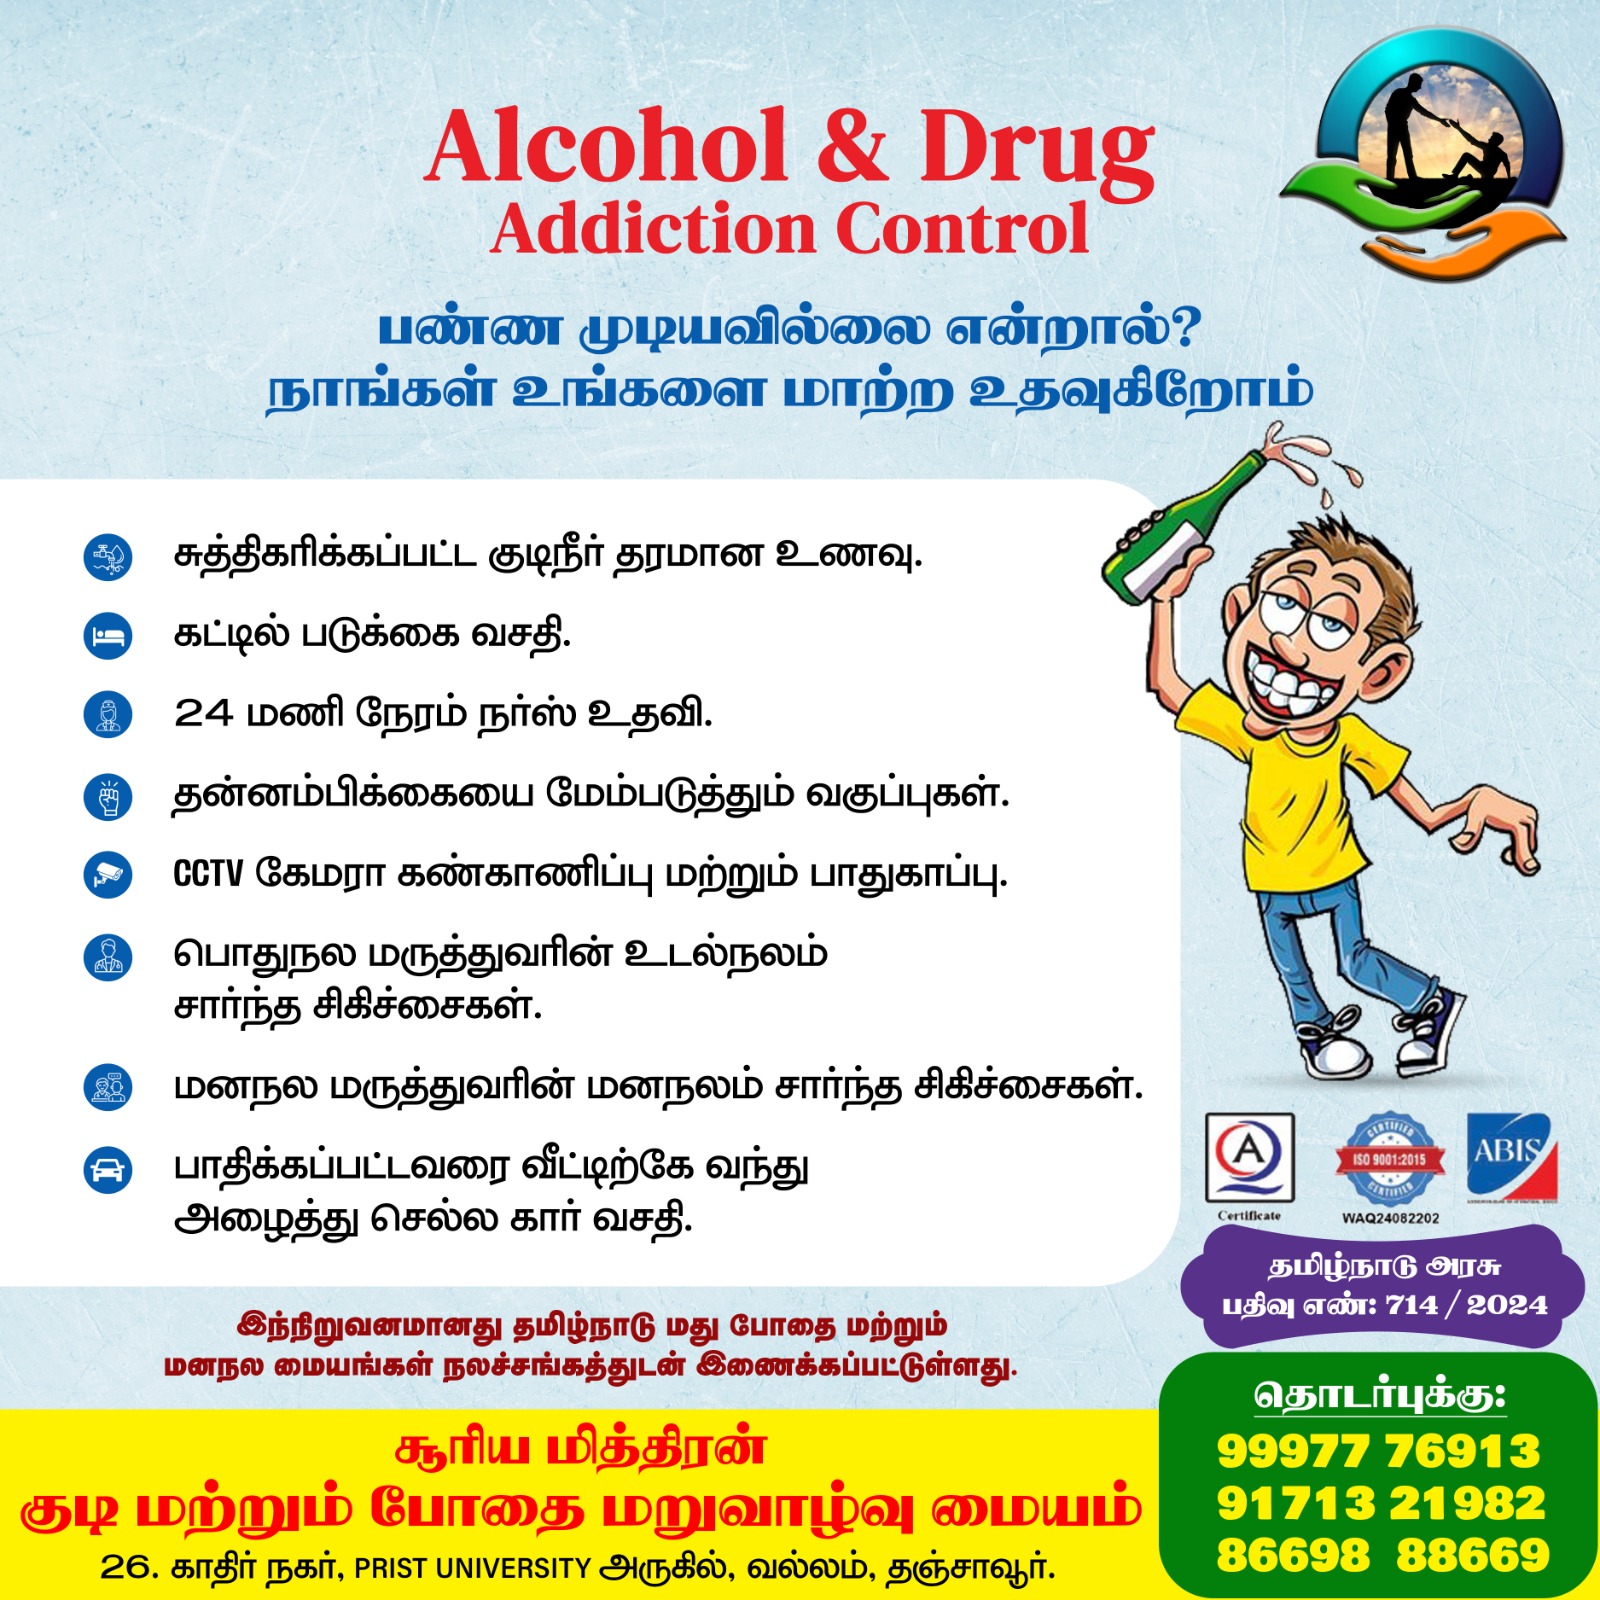 Alcohol & Drug
Addiction Control
பண்ண முடியவில்லை என்றால்?
நாங்கள் உங்களை மாற்ற உதவுகிறோம்
சுத்திகரிக்கப்பட்ட குடிநீர் தரமான உணவு.
கட்டில் படுக்கை வசதி.
24 மணி நேரம் நர்ஸ் உதவி.
தன்னம்பிக்கையை மேம்படுத்தும் வகுப்புகள்.
CCTV கேமரா கண்காணிப்பு மற்றும் பாதுகாப்பு.
பொதுநல மருத்துவரின் உடல்நலம்
சார்ந்த சிகிச்சைகள்.
மனநல மருத்துவரின் மனநலம் சார்ந்த சிகிச்சைகள்.
பாதிக்கப்பட்டவரை வீட்டிற்கே வந்து
அழைத்து செல்ல கார் வசதி.
A
Certificate
CERTIFIED
ISO 9001:2015
CERTIFIED
WAQ24082202
ABIS
தமிழ்நாடு அரசு
பதிவு எண்: 714 / 2024
இந்நிறுவனமானது தமிழ்நாடு மது போதை மற்றும்
மனநல மையங்கள் நலச்சங்கத்துடன் இணைக்கப்பட்டுள்ளது.
சூரிய மித்திரன்
குடி மற்றும் போதை மறுவாழ்வு மையம்
26. காதிர் நகர், PRIST UNIVERSITY அருகில், வல்லம், தஞ்சாவூர்.
தொடர்புக்கு:
99977 76913
91713 21982
86698 88669